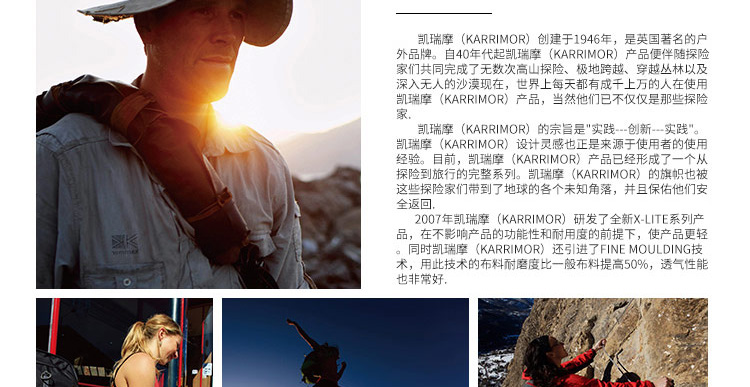 凯瑞摩（KARRIMOR）创建于1946年，是英国著名的户
外品牌。自40年代起凯瑞摩（KARRIMOR）产品便伴随探险
家们共同完成了无数次高山探险、极地跨越、穿越丛林以及
深入无人的沙漠现在，世界上每天都有成千上万的人在使用
凯瑞摩（KARRIMOR）产品，当然他们已不仅仅是那些探险
家.
凯瑞摩（KARRIMOR）的宗旨是"实践---创新---实践"。
凯瑞摩（KARRIMOR）设计灵感也正是来源于使用者的使用
经验。目前，凯瑞摩（KARRIMOR）产品已经形成了一个从
探险到旅行的完整系列。凯瑞摩（KARRIMOR）的旗帜也被
这些探险家们带到了地球的各个未知角落，并且保佑他们安
全返回.
2007年凯瑞摩（KARRIMOR）研发了全新X-LITE系列产
品，在不影响产品的功能性和耐用度的前提下，使产品更轻
。同时凯瑞摩（KARRIMOR）还引进了FINE MOULDING技
术，用此技术的布料耐磨度比一般布料提高50%，透气性能
也非常好.